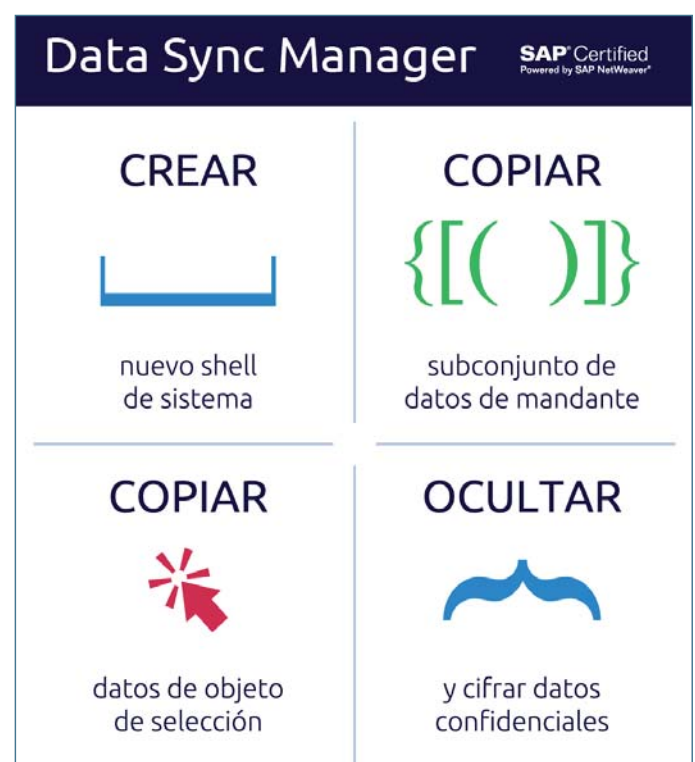 Data Sync Manager
SAP® Certified
Powered by SAP NetWeaver®
CREAR
nuevo shell
de sistema
COPIAR
{[( )]}
subconjunto de
datos de mandante
COPIAR
datos de objeto
de selección
OCULTAR
y cifrar datos
confidenciales